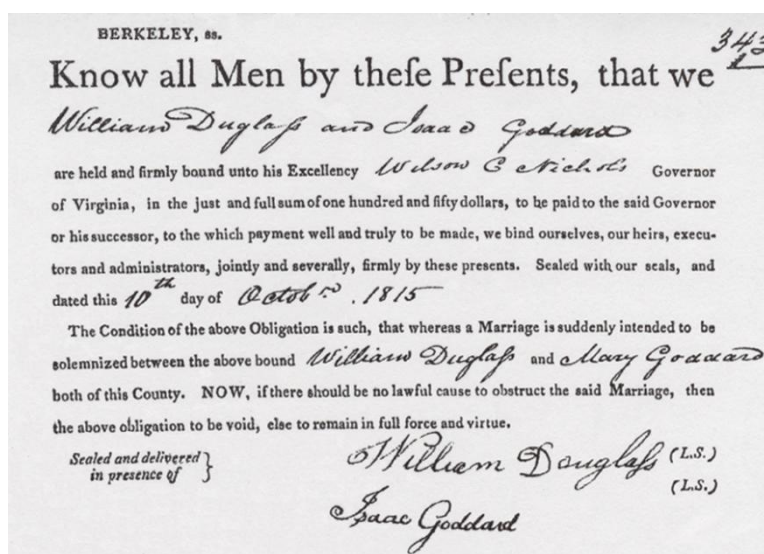 BERKELEY, ss.
343
1
Know all Men by theſe Preſents, that we
William Duglaſs and Isaac Goddard
are held and firmly bound unto his Excellency Wilson C Nichols Governor
of Virginia, in the just and full sum of one hundred and fifty dollars, to be paid to the said Governor
or his successor, to the which payment well and truly to be made, we bind ourselves, our heirs, execu-
tors and administrators, jointly and severally, firmly by these presents. Sealed with our seals, and
dated this 10th day of Octobr. 1815
The Condition of the above Obligation is such, that whereas a Marriage is suddenly intended to be
solemnized between the above bound William Duglaſs and Mary Goddard
both of this County. NOW, if there should be no lawful cause to obstruct the said Marriage, then
the above obligation to be void, else to remain in full force and virtue.
Sealed and delivered } William Douglaſs (L.S.)
in presence of (L.S.)
Isaac Goddard